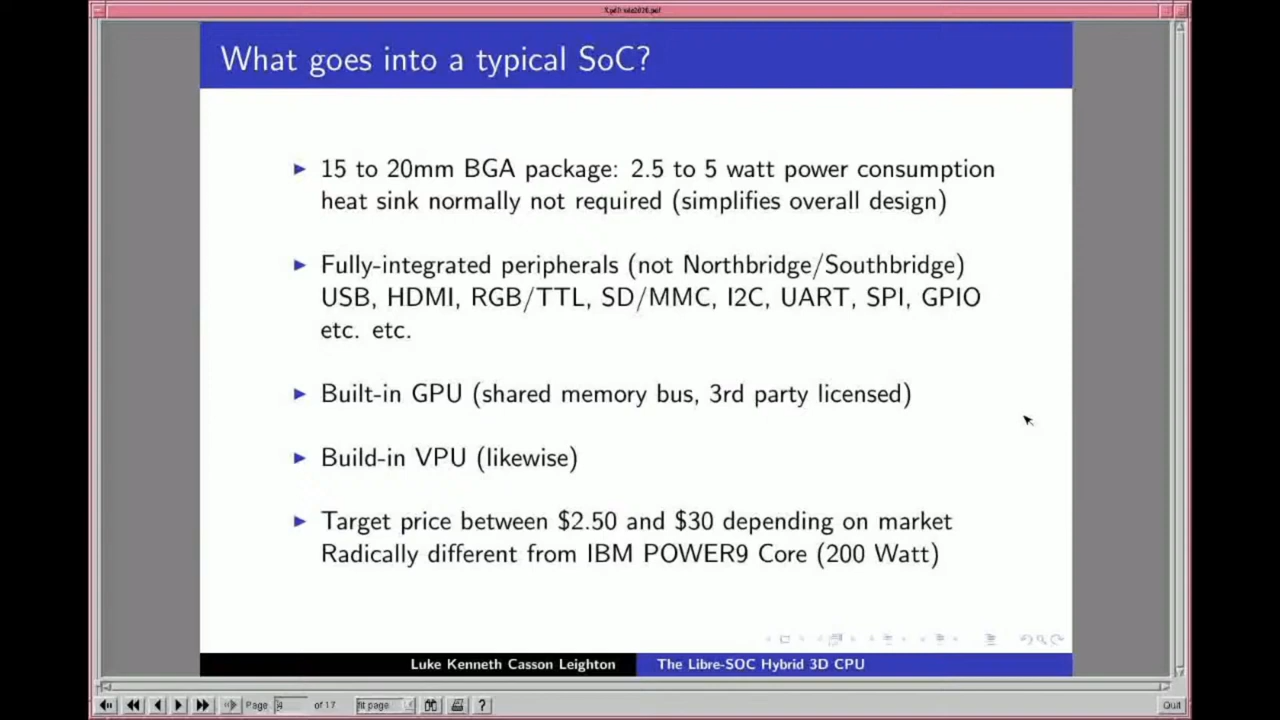 What goes into a typical SoC?
15 to 20mm BGA package: 2.5 to 5 watt power consumption
heat sink normally not required (simplifies overall design)
Fully-integrated peripherals (not Northbridge/Southbridge)
USB, HDMI, RGB/TTL, SD/MMC, I2C, UART, SPI, GPIO
etc. etc.
Built-in GPU (shared memory bus, 3rd party licensed)
Build-in VPU (likewise)
Target price between $2.50 and $30 depending on market
Radically different from IBM POWER9 Core (200 Watt)
Luke Kenneth Casson Leighton The Libre-SOC Hybrid 3D CPU
Page of 17 fit page ? Quit